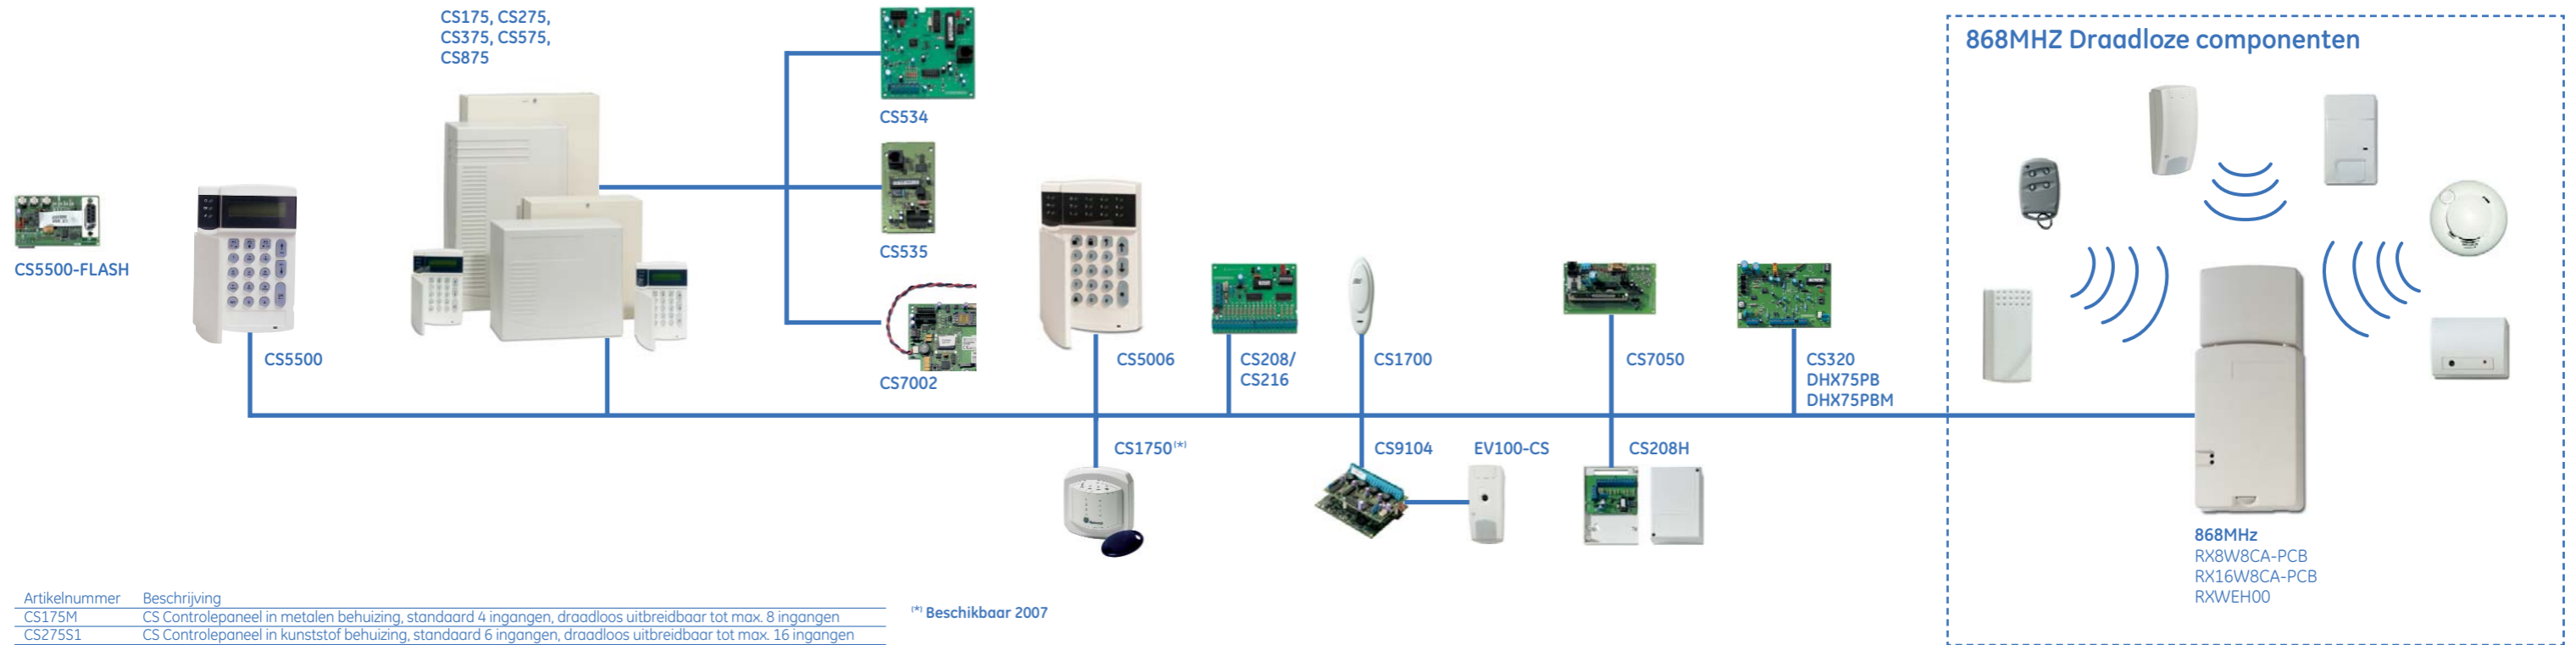 CS175, CS275,
CS375, CS575,
CS875
868MHZ Draadloze componenten
CS534
CS535
CS7002
CS5500-FLASH
CS5500
CS5006
CS208/
CS216
CS1700
CS7050
CS320
DHX75PB
DHX75PBM
CS1750(*)
CS9104
EV100-CS
CS208H
868MHz
RX8W8CA-PCB
RX16W8CA-PCB
RXWEH00
Artikelnummer Beschrijving
CS175M CS Controlepaneel in metalen behuizing, standaard 4 ingangen, draadloos uitbreidbaar tot max. 8 ingangen
CS275S1 CS Controlepaneel in kunststof behuizing, standaard 6 ingangen, draadloos uitbreidbaar tot max. 16 ingangen
(*) Beschikbaar 2007